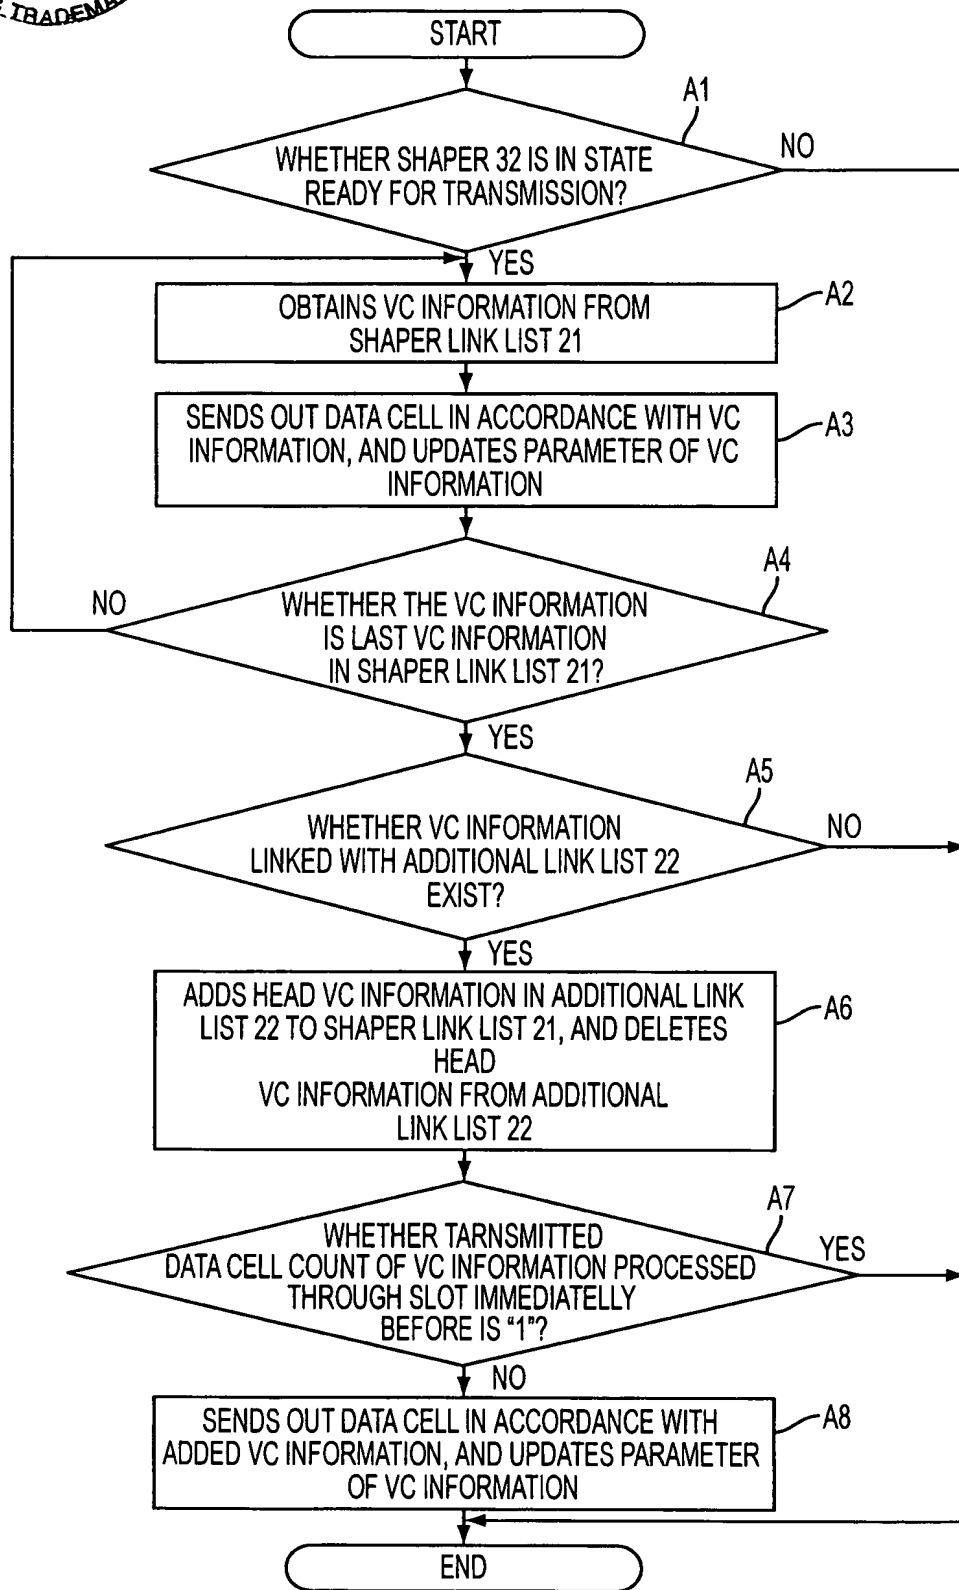 TRADEM
START
A1
WHETHER SHAPER 32 IS IN STATE
READY FOR TRANSMISSION?
NO
YES
OBTAINS VC INFORMATION FROM
SHAPER LINK LIST 21
A2
SENDS OUT DATA CELL IN ACCORDANCE WITH VC
INFORMATION, AND UPDATES PARAMETER OF VC
INFORMATION
A3
A4
NO
WHETHER THE VC INFORMATION
IS LAST VC INFORMATION
IN SHAPER LINK LIST 21?
YES
A5
WHETHER VC INFORMATION
LINKED WITH ADDITIONAL LINK LIST 22
EXIST?
NO
YES
ADDS HEAD VC INFORMATION IN ADDITIONAL LINK
LIST 22 TO SHAPER LINK LIST 21, AND DELETES
HEAD
VC INFORMATION FROM ADDITIONAL
LINK LIST 22
A6
A7
WHETHER TARNSMITTED
DATA CELL COUNT OF VC INFORMATION PROCESSED
THROUGH SLOT IMMEDIATELLY
BEFORE IS "1"?
YES
NO
SENDS OUT DATA CELL IN ACCORDANCE WITH
ADDED VC INFORMATION, AND UPDATES PARAMETER
OF VC INFORMATION
A8
END